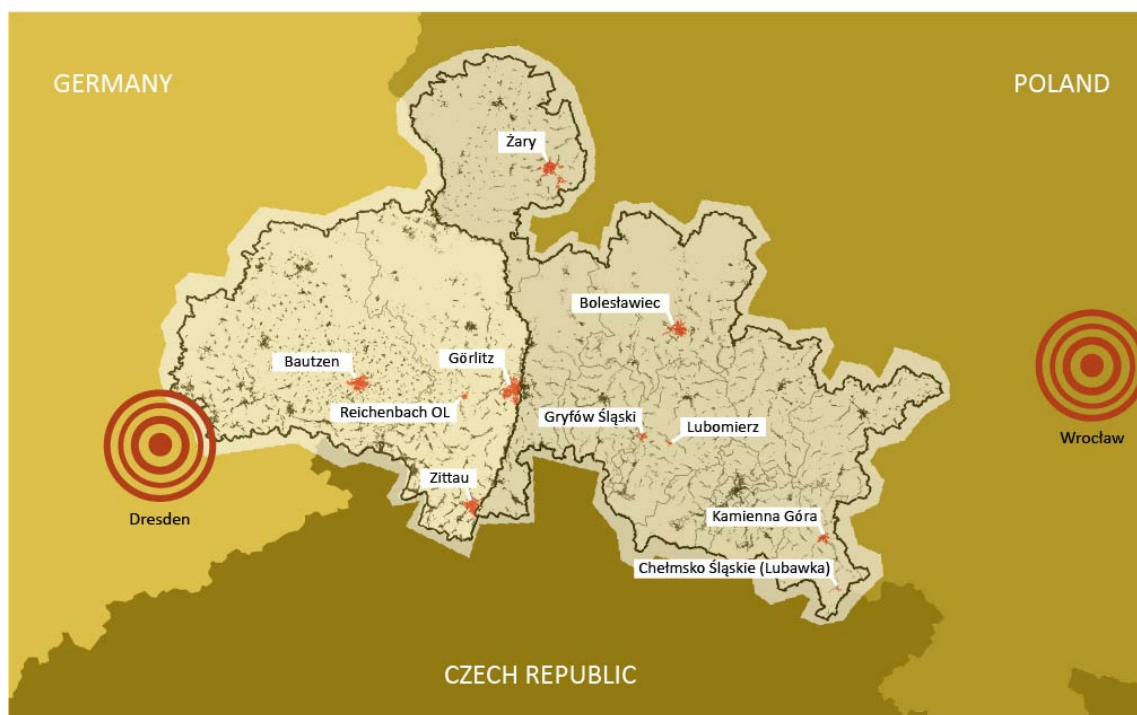 GERMANY
POLAND
Żary
Bolesławiec
Görlitz
Bautzen
Reichenbach OL
Gryfów Śląski
Lubomierz
Wrocław
Zittau
Dresden
Kamienna Góra
Chełmsko Śląskie (Lubawka)
CZECH REPUBLIC